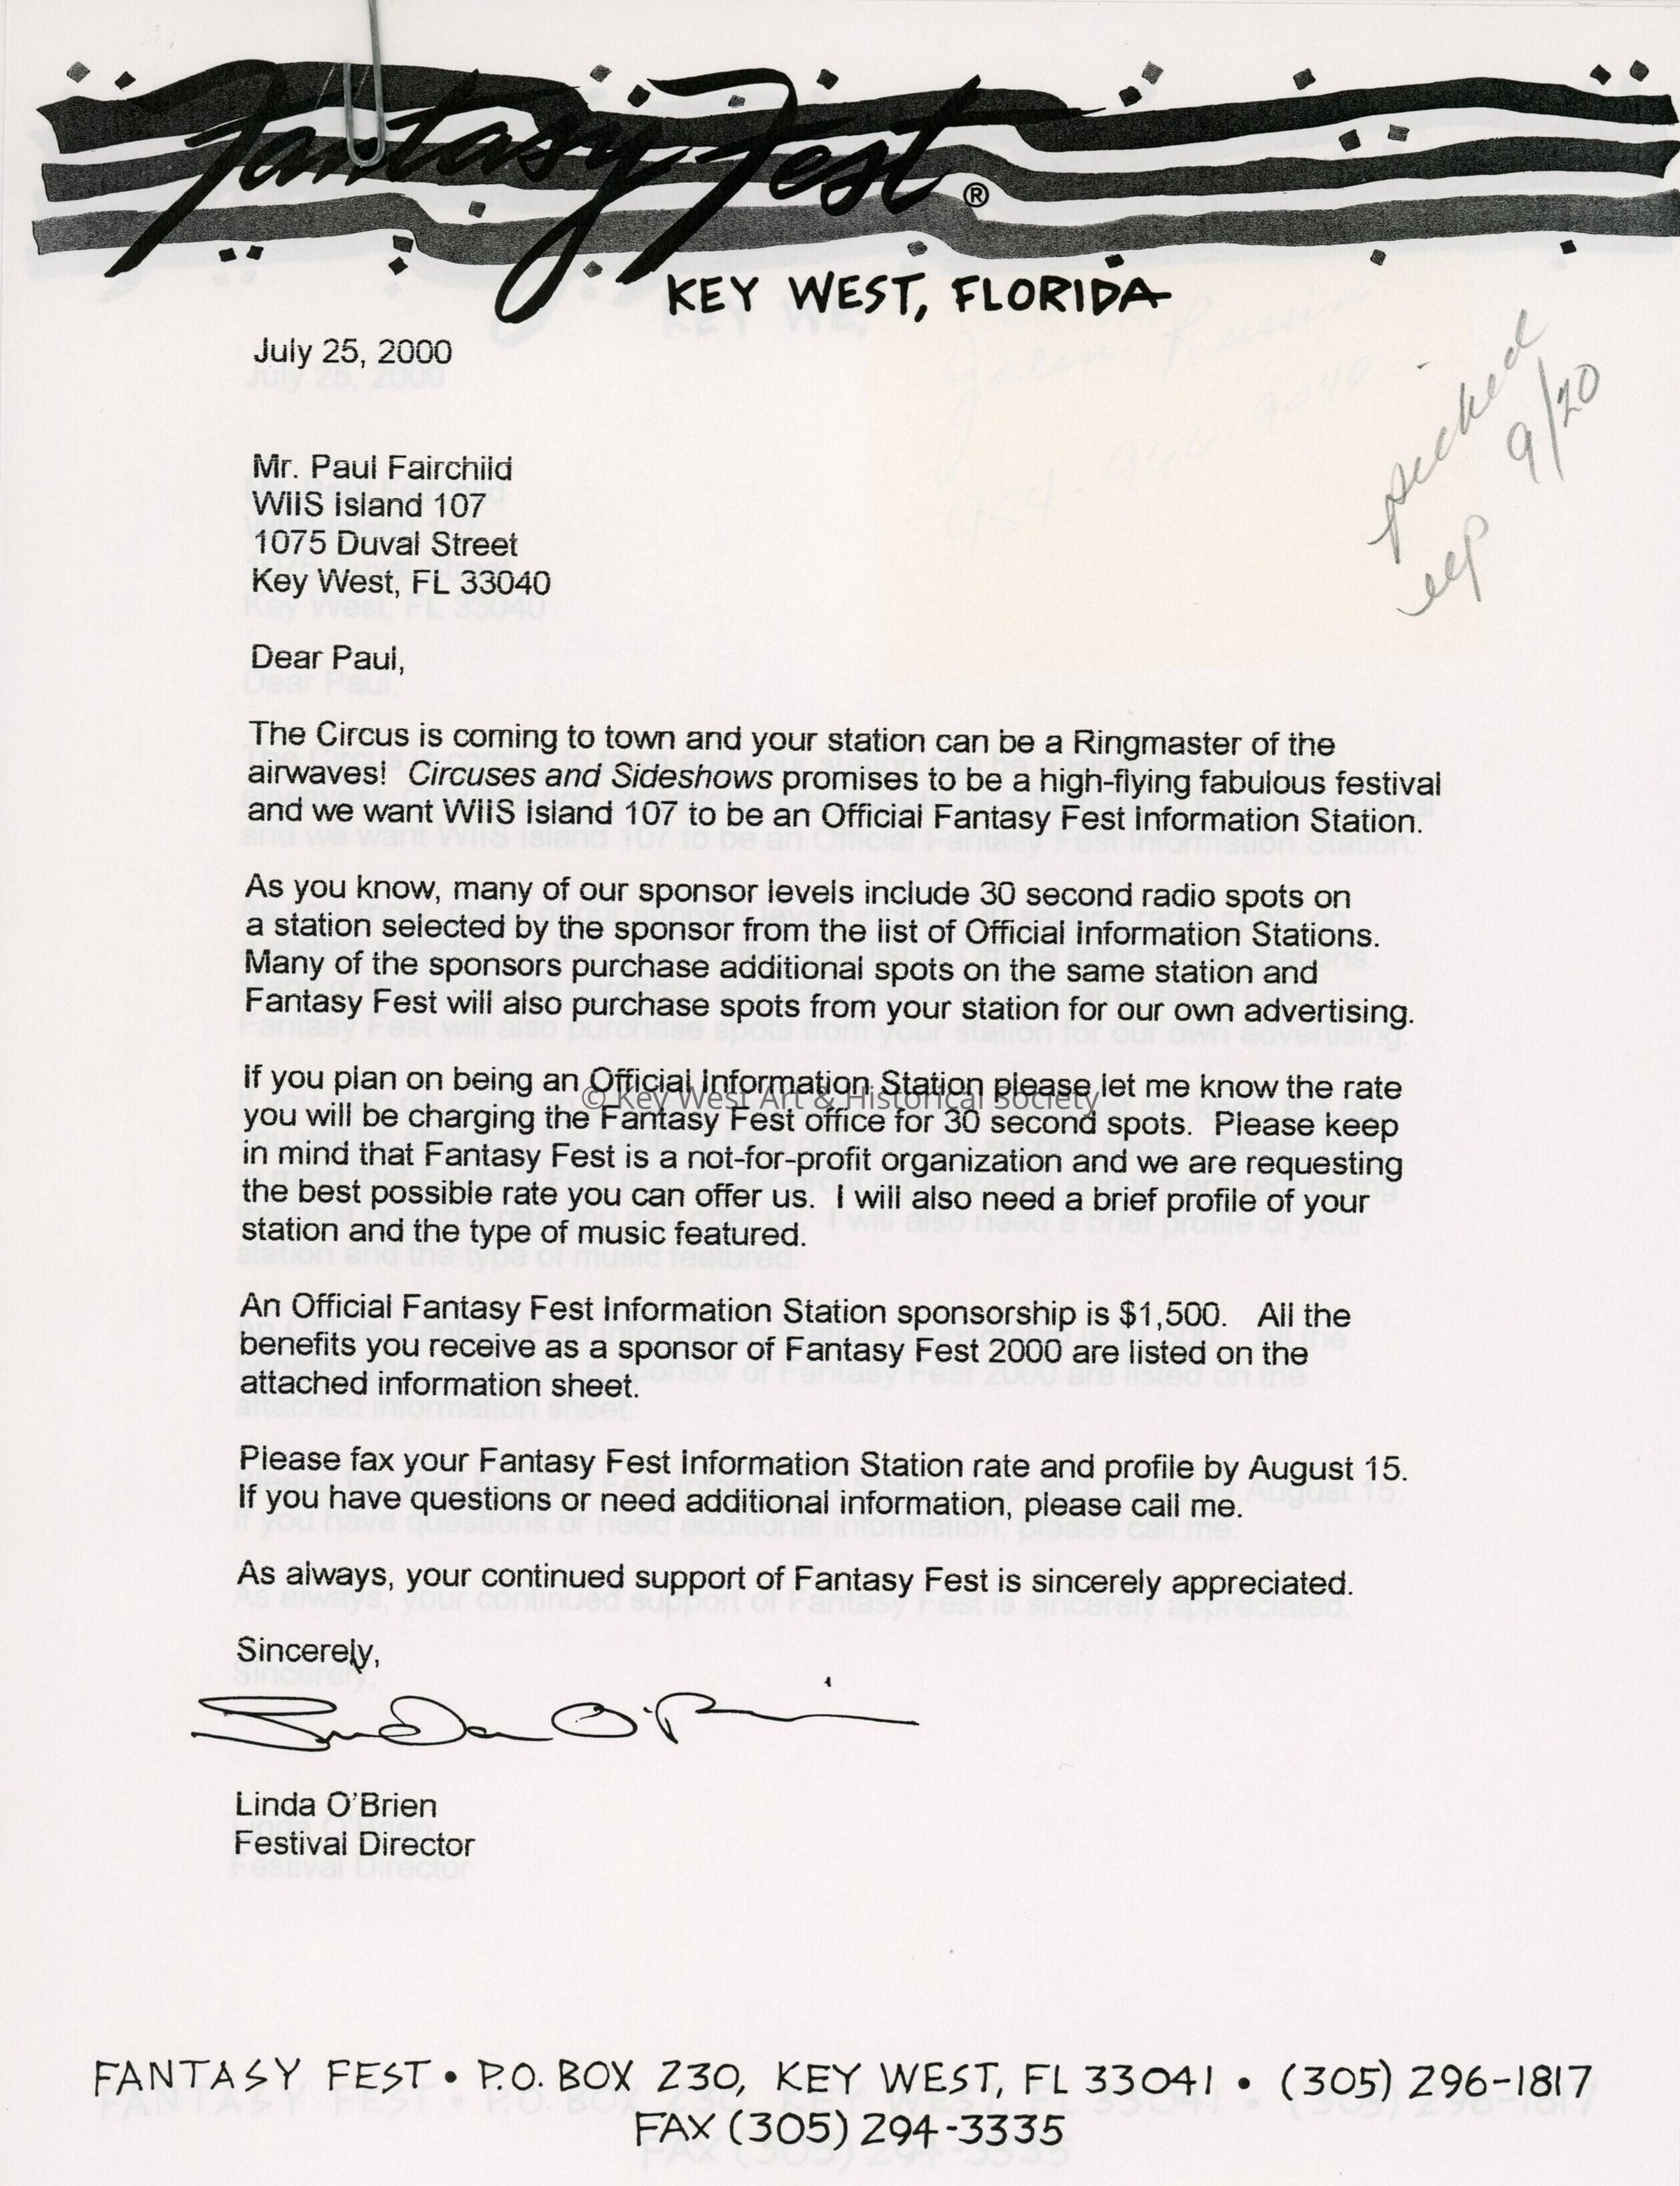 Fantasy Fest®
KEY WEST, FLORIDA
July 25, 2000
picked
up
9/20
Mr. Paul Fairchild
WIIS Island 107
1075 Duval Street
Key West, FL 33040
Dear Paul,
The Circus is coming to town and your station can be a Ringmaster of the
airwaves! Circuses and Sideshows promises to be a high-flying fabulous festival
and we want WIIS Island 107 to be an Official Fantasy Fest Information Station.
As you know, many of our sponsor levels include 30 second radio spots on
a station selected by the sponsor from the list of Official Information Stations.
Many of the sponsors purchase additional spots on the same station and
Fantasy Fest will also purchase spots from your station for our own advertising.
If you plan on being an Official Information Station please let me know the rate
© Key West Art & Historical Society
you will be charging the Fantasy Fest office for 30 second spots. Please keep
in mind that Fantasy Fest is a not-for-profit organization and we are requesting
the best possible rate you can offer us. I will also need a brief profile of your
station and the type of music featured.
An Official Fantasy Fest Information Station sponsorship is $1,500. All the
benefits you receive as a sponsor of Fantasy Fest 2000 are listed on the
attached information sheet.
Please fax your Fantasy Fest Information Station rate and profile by August 15.
If you have questions or need additional information, please call me.
As always, your continued support of Fantasy Fest is sincerely appreciated.
Sincerely,
Linda O'Brien
Linda O'Brien
Festival Director
FANTASY FEST • P.O. BOX 230, KEY WEST, FL 33041 • (305) 296-1817
FAX (305) 294-3335